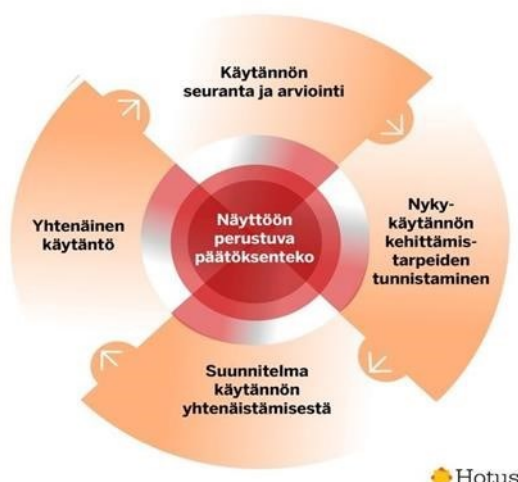 Käytännön
seuranta ja arviointi
Nyky-
käytännön
kehittämis-
tarpeiden
tunnistaminen
Suunnitelma
käytännön
yhtenäistämisestä
Yhtenäinen
käytäntö
Näyttöön
perustuva
päätöksenteko
Hotus